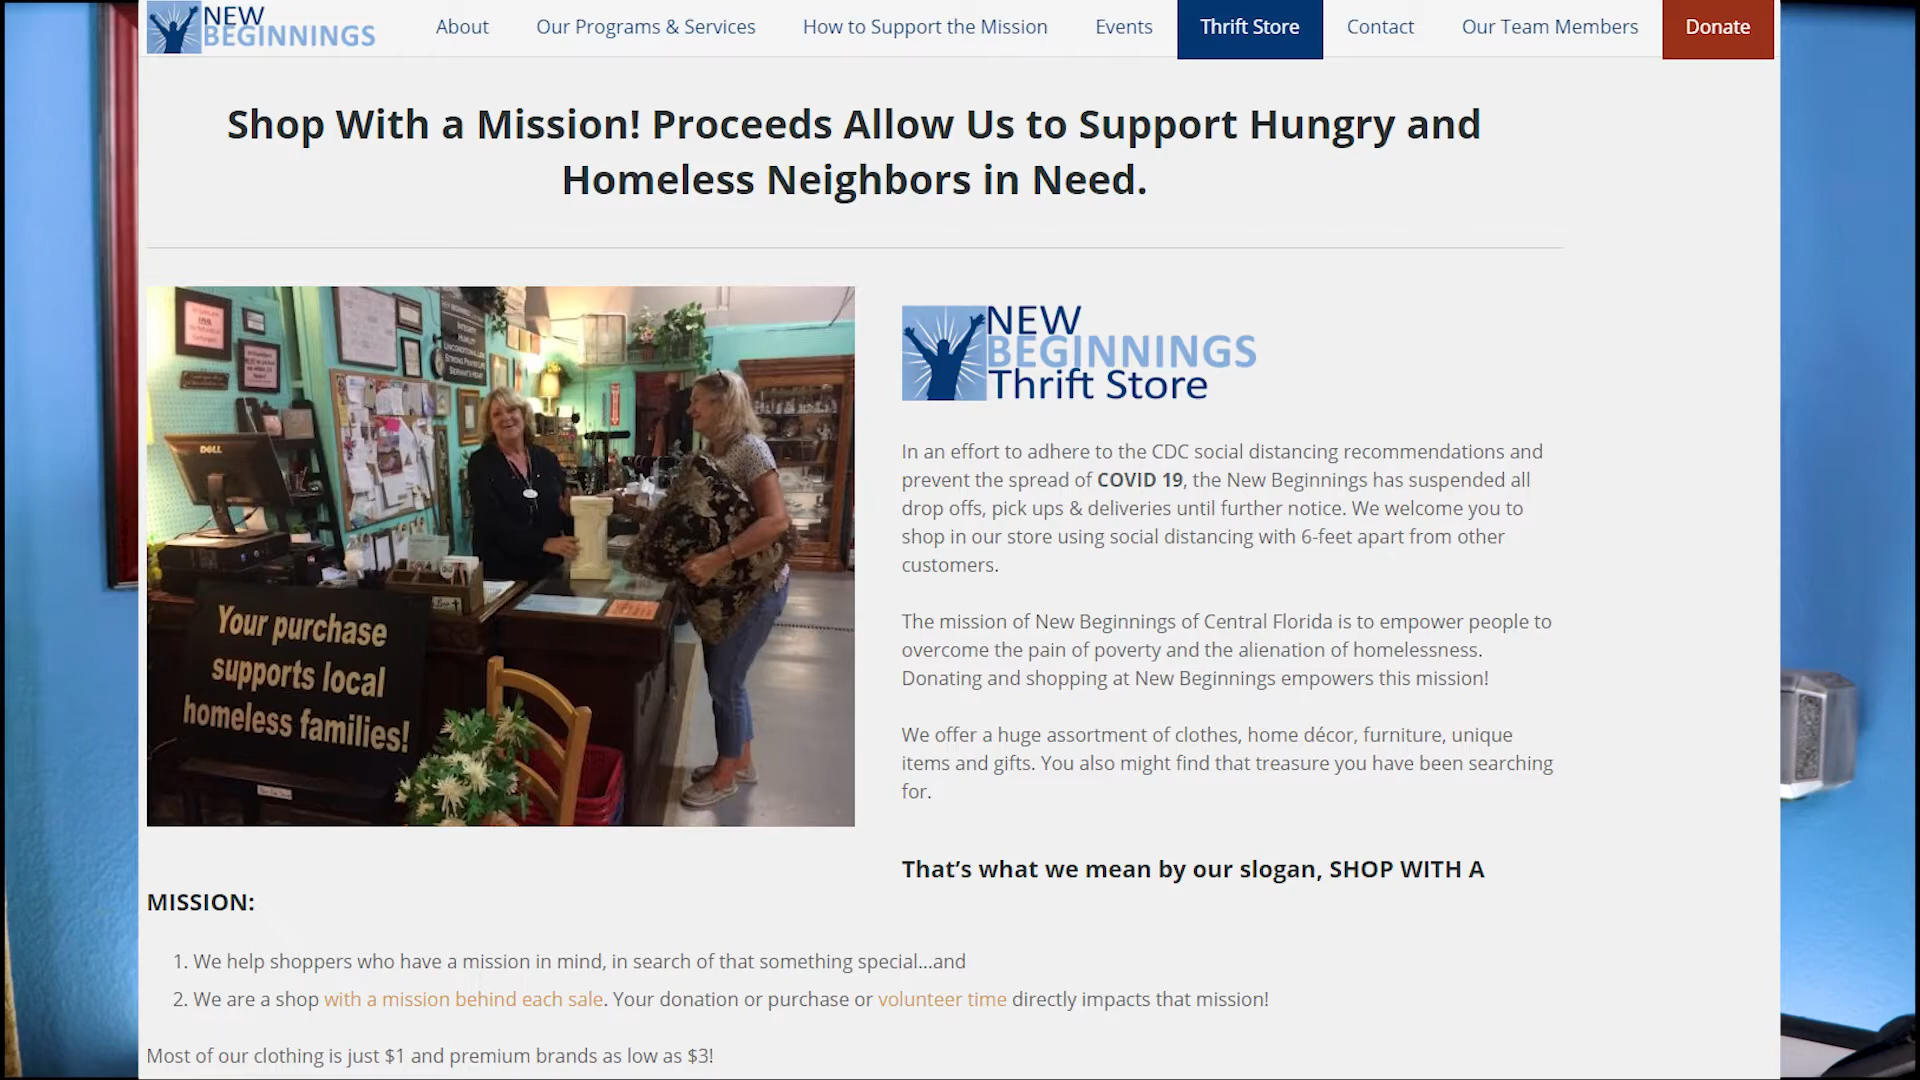 NEW
BEGINNINGS
About
Our Programs & Services
How to Support the Mission
Events
Thrift Store
Contact
Our Team Members
Donate
Shop With a Mission! Proceeds Allow Us to Support Hungry and
Homeless Neighbors in Need.
DELL
INTEGRITY
HUMILITY
UNCONDITIONAL LOVE
STRONG PRAYER LIFE
SERVANT'S HEART
Your purchase
supports local
homeless families!
NEW
BEGINNINGS
Thrift Store
In an effort to adhere to the CDC social distancing recommendations and
prevent the spread of COVID 19, the New Beginnings has suspended all
drop offs, pick ups & deliveries until further notice. We welcome you to
shop in our store using social distancing with 6-feet apart from other
customers.
The mission of New Beginnings of Central Florida is to empower people to
overcome the pain of poverty and the alienation of homelessness.
Donating and shopping at New Beginnings empowers this mission!
We offer a huge assortment of clothes, home décor, furniture, unique
items and gifts. You also might find that treasure you have been searching
for.
That’s what we mean by our slogan, SHOP WITH A
MISSION:
1. We help shoppers who have a mission in mind, in search of that something special...and
2. We are a shop with a mission behind each sale. Your donation or purchase or volunteer time directly impacts that mission!
Most of our clothing is just $1 and premium brands as low as $3!